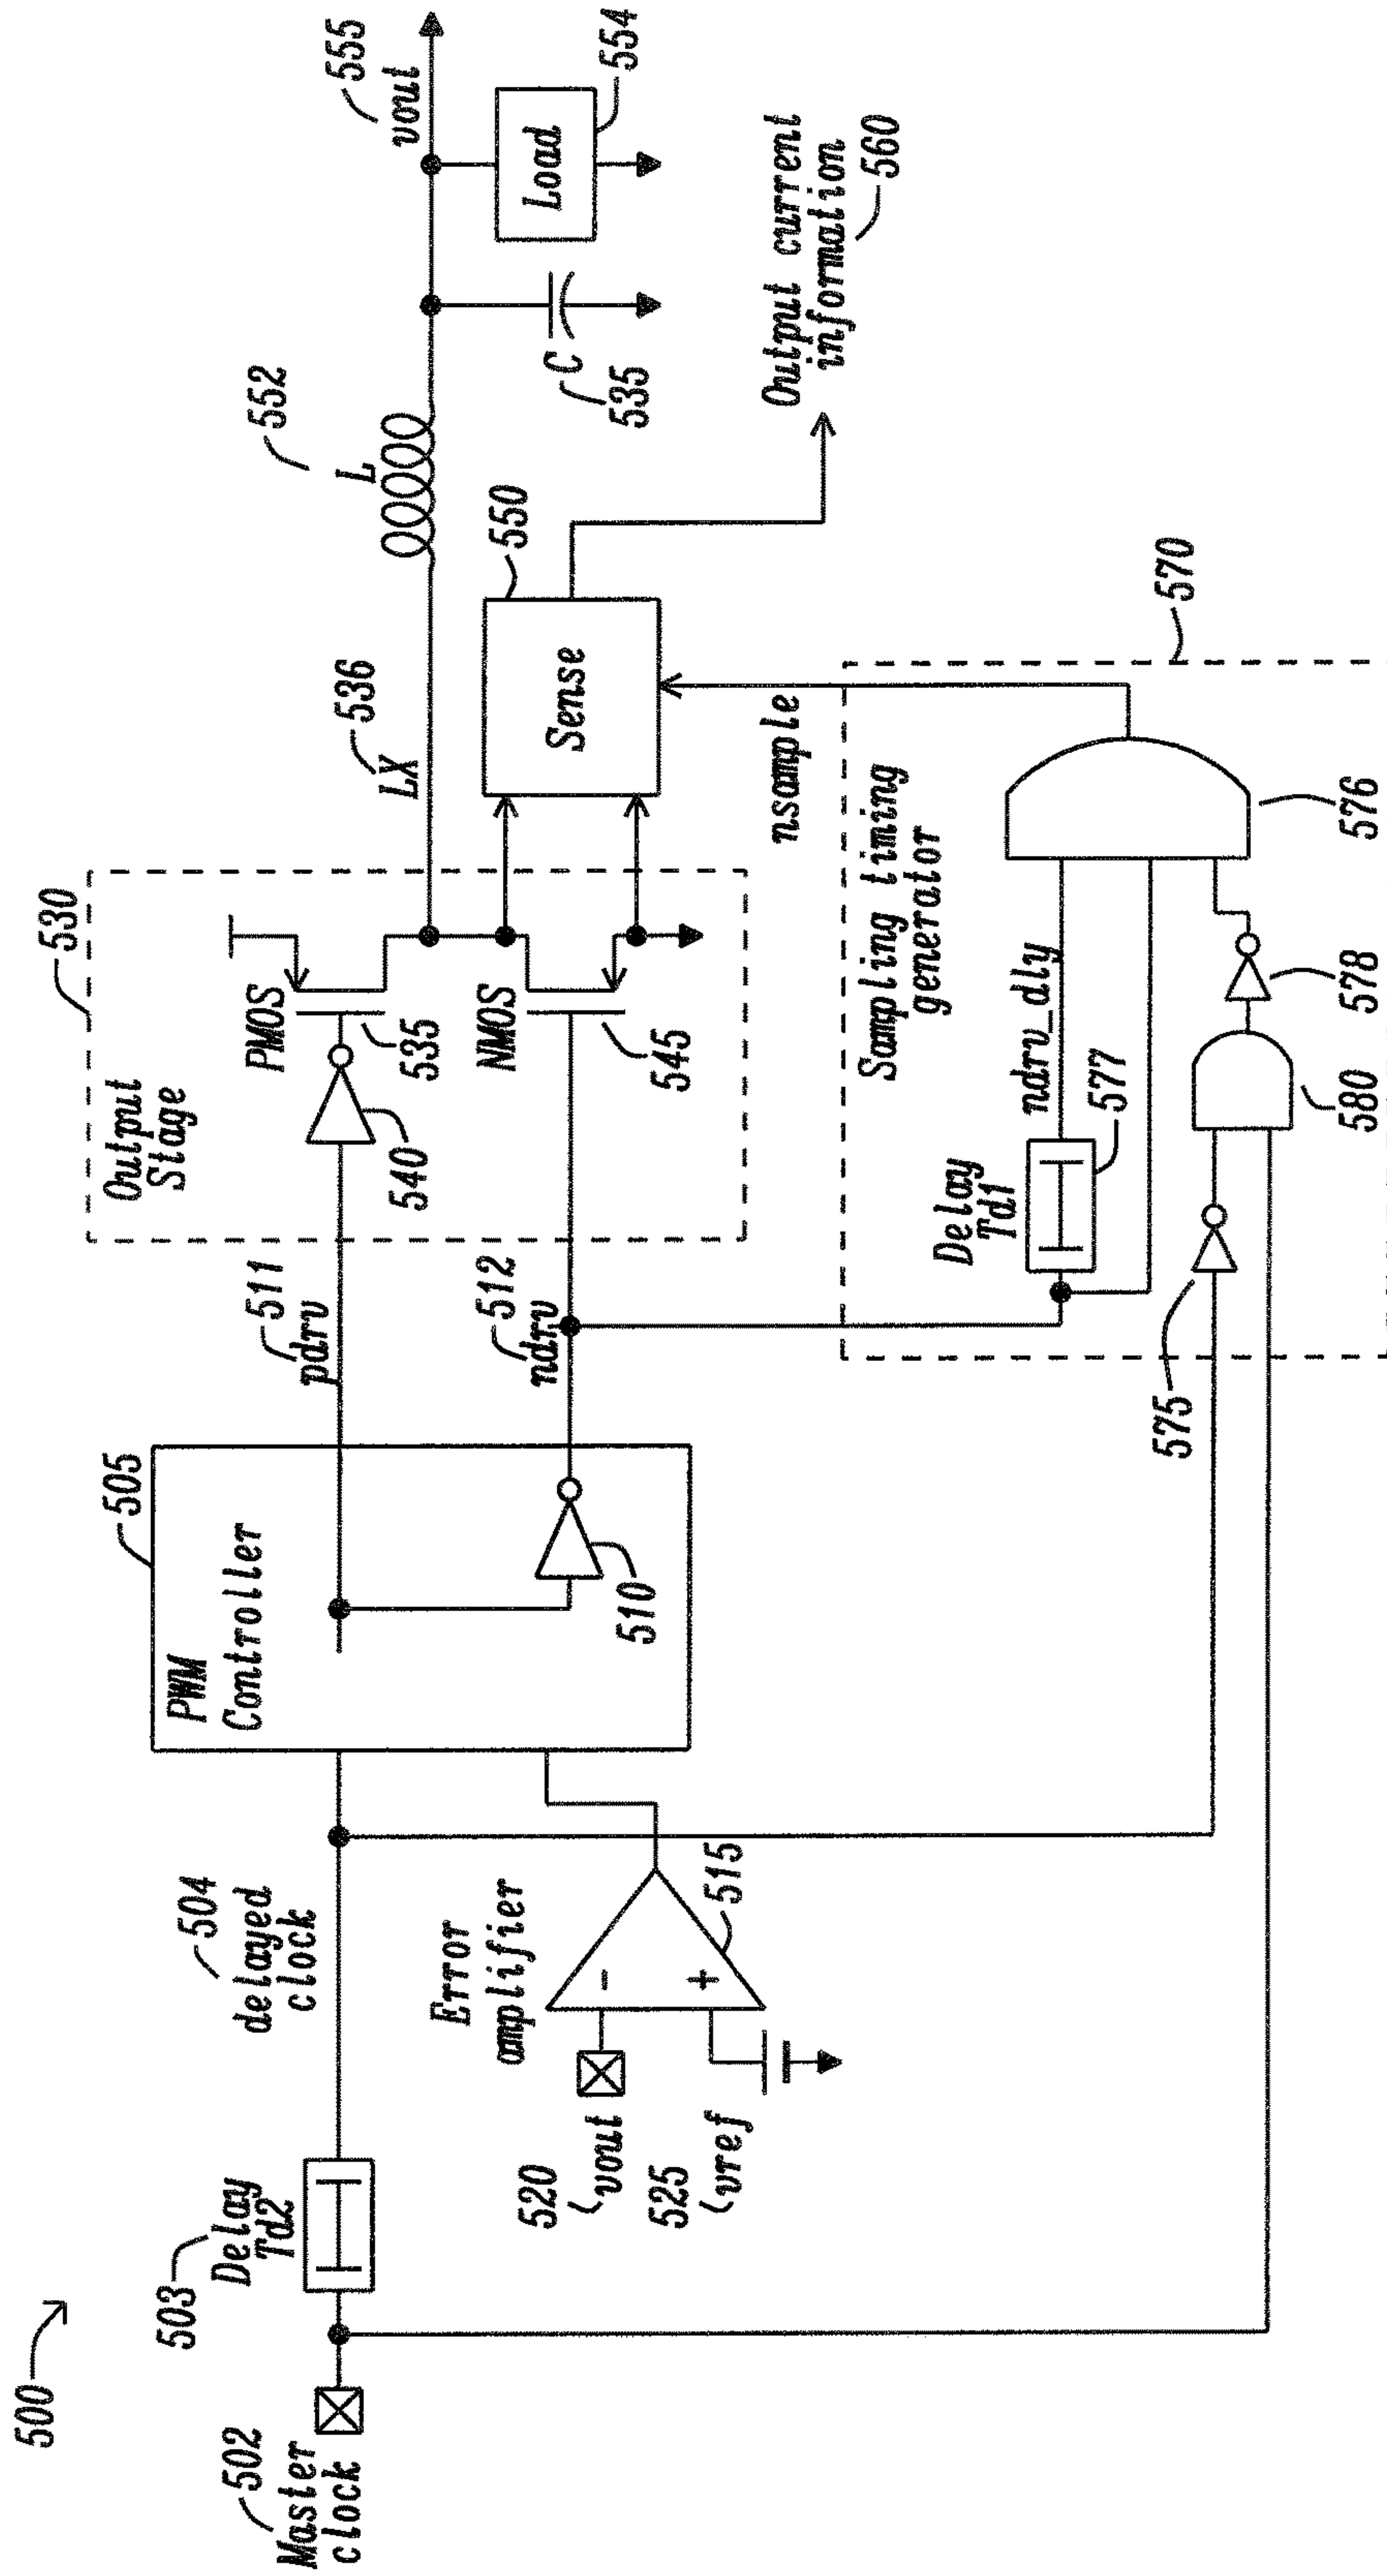 500
502
Master
clock
503
Delay
Td2
504
delayed
clock
505
PWM
Controller
510
Error
amplifier
-
+
515
520
vout
525
vref
511
pdrv
512
ndrv
530
Output
Stage
PMOS
535
540
NMOS
545
536
LX
552
L
555
vout
Load
554
C
535
Sense
550
Output current
information
560
nsample
Sampling timing
generator
570
Delay
Td1
577
ndrv_dly
575
576
578
580